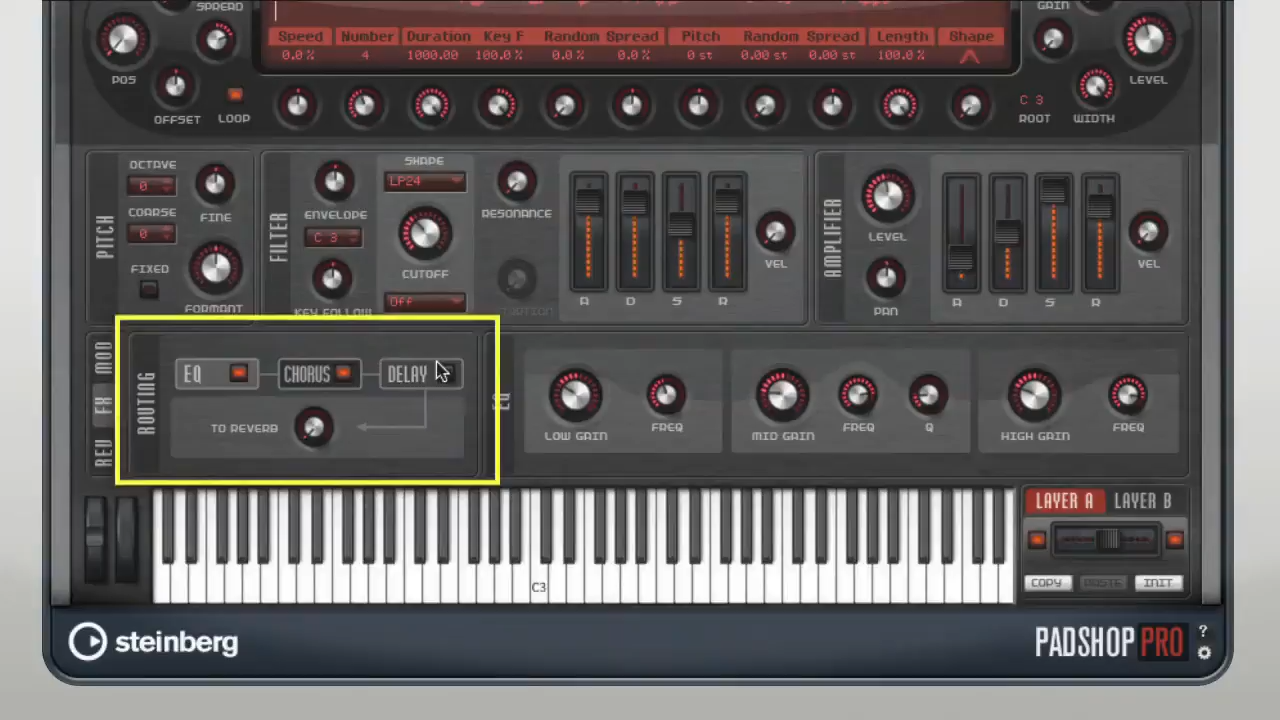 SPREAD
GAIN
Speed Number Duration Key F Random Spread Pitch Random Spread Length Shape
0.0 % 4 1000.00 100.0 % 0.0 % 0.0 % 0 st 0.00 st 0.00 st 100.0 %
POS
LEVEL
OFFSET LOOP
C 3
ROOT WIDTH
PITCH
OCTAVE
0
COARSE
0
FINE
FIXED
FORMANT
FILTER
ENVELOPE
C 3
KEY FOLLOW
SHAPE
LP24
CUTOFF
Off
RESONANCE
A D S R
VEL
AMPLIFIER
LEVEL
PAN
A D S R
VEL
MOD
FX
REV
ROUTING
EQ CHORUS DELAY
TO REVERB
EQ
LOW GAIN FREQ
MID GAIN FREQ Q
HIGH GAIN FREQ
C3
LAYER A LAYER B
COPY PASTE INIT
steinberg
PADSHOP PRO ?